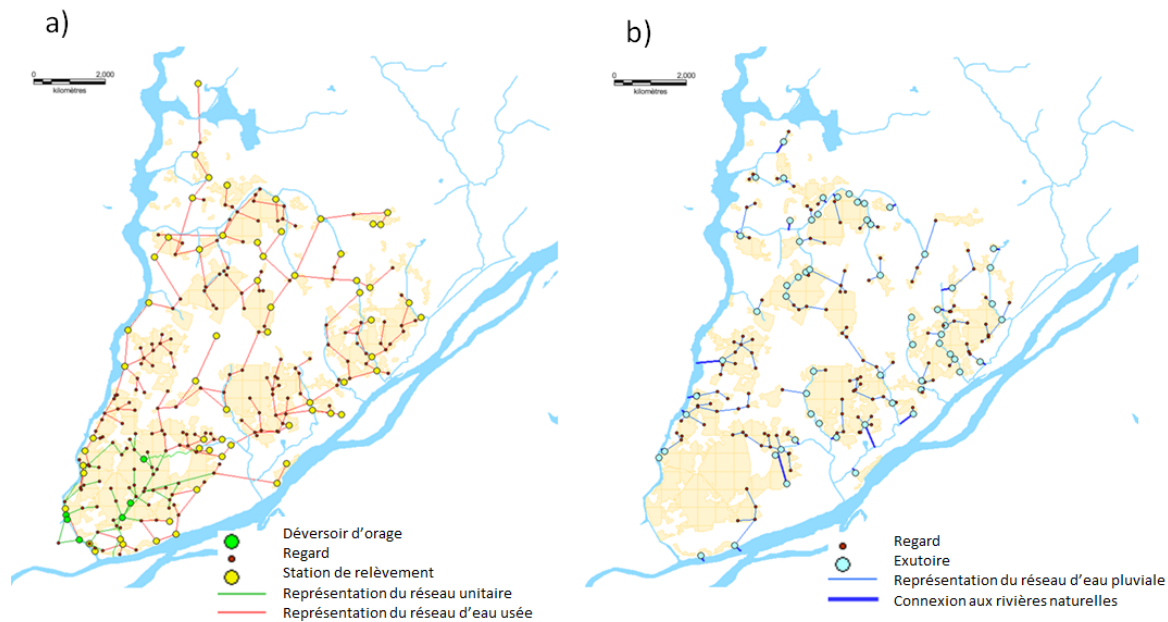 a)
0 2,000
kilomètres
Déversoir d'orage
Regard
Station de relèvement
Représentation du réseau unitaire
Représentation du réseau d'eau usée
b)
0 2,000
kilomètres
Regard
Exutoire
Représentation du réseau d'eau pluviale
Connexion aux rivières naturelles